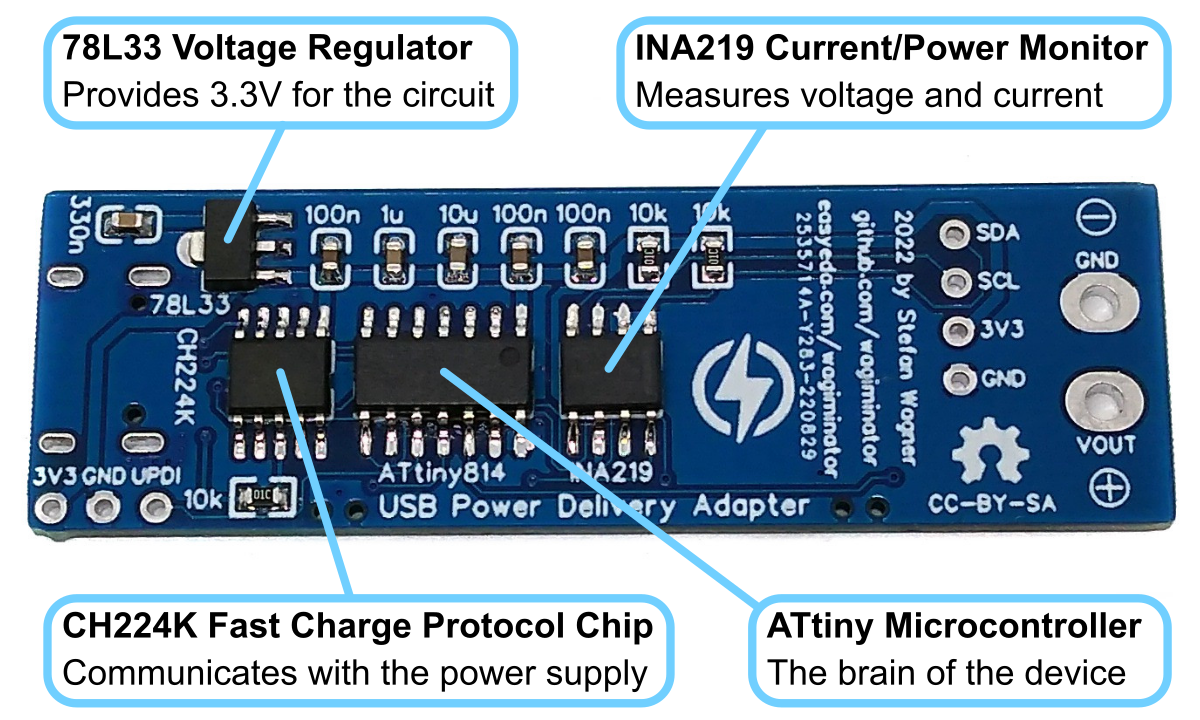 78L33 Voltage Regulator
Provides 3.3V for the circuit
INA219 Current/Power Monitor
Measures voltage and current
330n
100n
1u
10u
100n
100n
10k
10k
78L33
CH224K
ATtiny814
INA219
easyeda.com/wagiminator
2535714A-Y283-220829
github.com/wagiminator
2022 by Stefan Wagner
SDA
SCL
3V3
GND
GND
VOUT
3V3 GND UPDI
10k
01C
01C
01C
USB Power Delivery Adapter
CC-BY-SA
CH224K Fast Charge Protocol Chip
Communicates with the power supply
ATtiny Microcontroller
The brain of the device